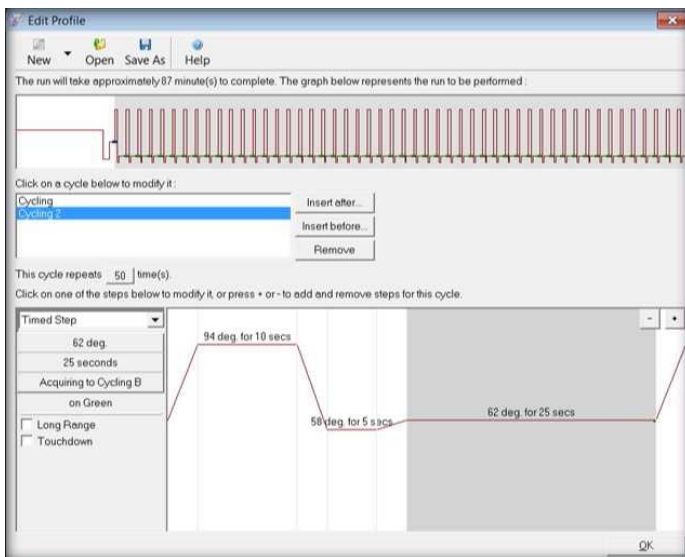 Edit Profile
New Open Save As Help
The run will take approximately 87 minute(s) to complete. The graph below represents the run to be performed :
Click on a cycle below to modify it :
Cycling
Cycling 2
Insert after...
Insert before...
Remove
This cycle repeats 50 time(s).
Click on one of the steps below to modify it, or press + or - to add and remove steps for this cycle.
Timed Step
- +
62 deg.
25 seconds
Acquiring to Cycling B
on Green
Long Range
Touchdown
94 deg. for 10 secs
58 deg. for 5 secs
62 deg. for 25 secs
OK